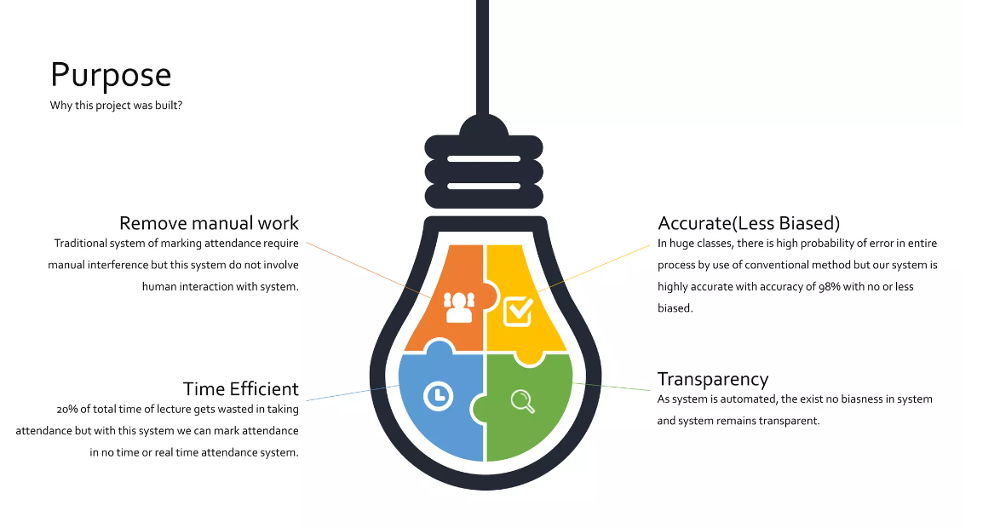 Purpose
Why this project was built?
Remove manual work
Traditional system of marking attendance require
manual interference but this system do not involve
human interaction with system.
Time Efficient
20% of total time of lecture gets wasted in taking
attendance but with this system we can mark attendance
in no time or real time attendance system.
Accurate(Less Biased)
In huge classes, there is high probability of error in entire
process by use of conventional method but our system is
highly accurate with accuracy of 98% with no or less
biased.
Transparency
As system is automated, the exist no biasness in system
and system remains transparent.